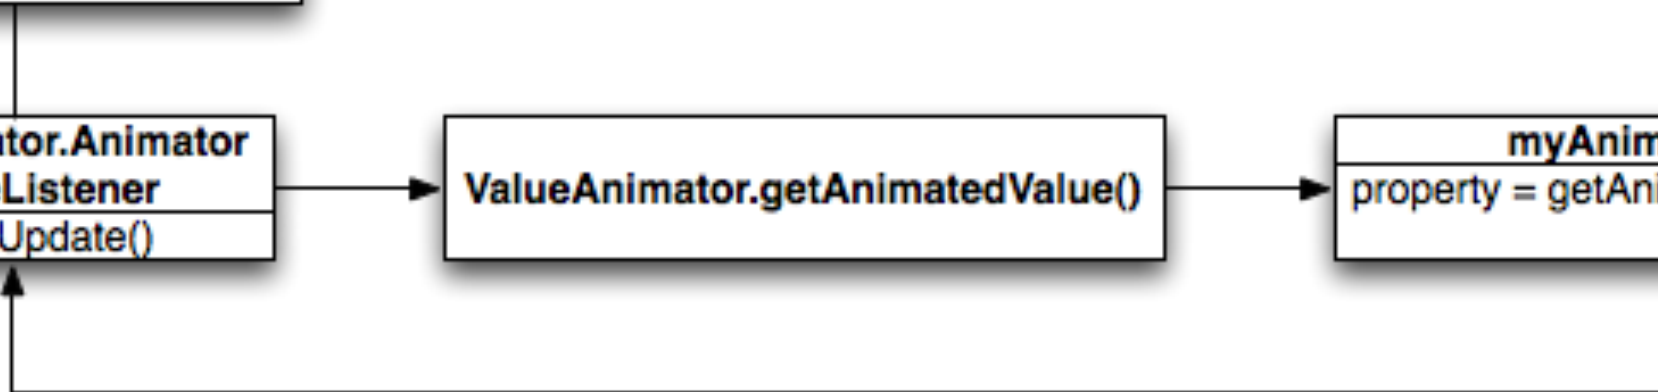 tor.Animator
Listener
Update()
ValueAnimator.getAnimatedValue()
myAnim
property = getAni